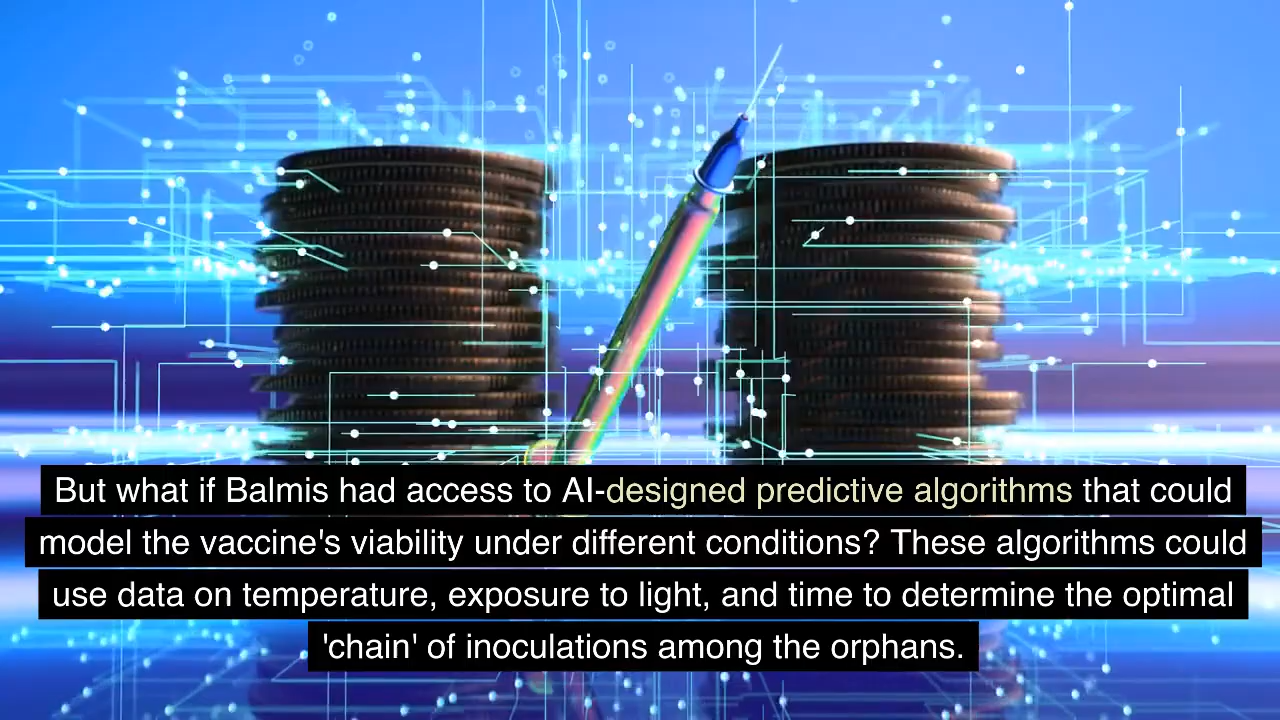 But what if Balmis had access to AI-designed predictive algorithms that could
model the vaccine's viability under different conditions? These algorithms could
use data on temperature, exposure to light, and time to determine the optimal
'chain' of inoculations among the orphans.